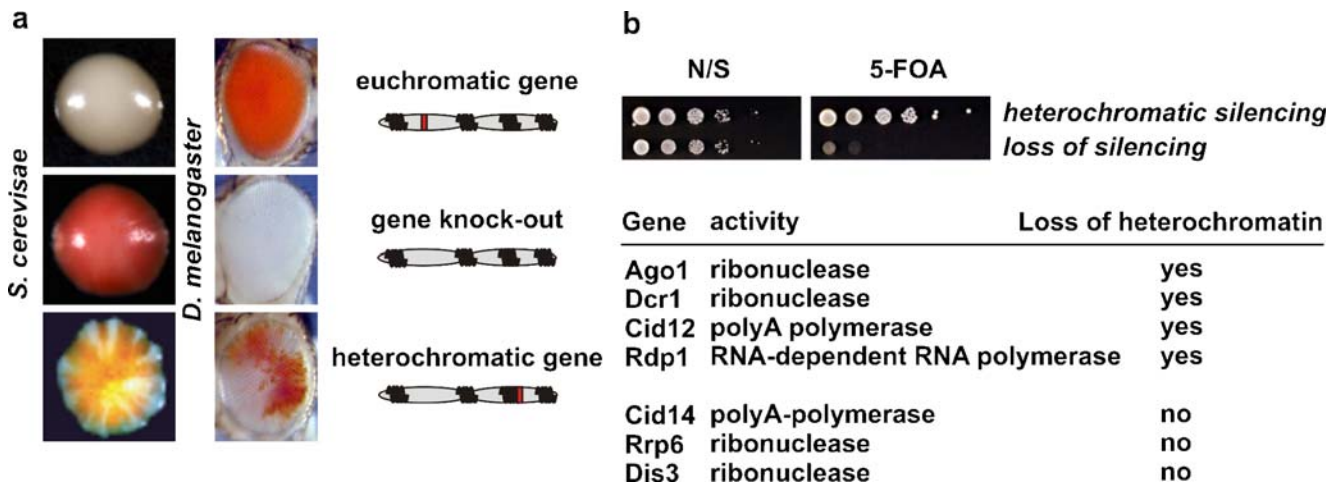 a
S. cerevisae
D. melanogaster
euchromatic gene
gene knock-out
heterochromatic gene
b
N/S 5-FOA
heterochromatic silencing
loss of silencing
Gene activity Loss of heterochromatin
Ago1 ribonuclease yes
Dcr1 ribonuclease yes
Cid12 polyA polymerase yes
Rdp1 RNA-dependent RNA polymerase yes
Cid14 polyA-polymerase no
Rrp6 ribonuclease no
Dis3 ribonuclease no